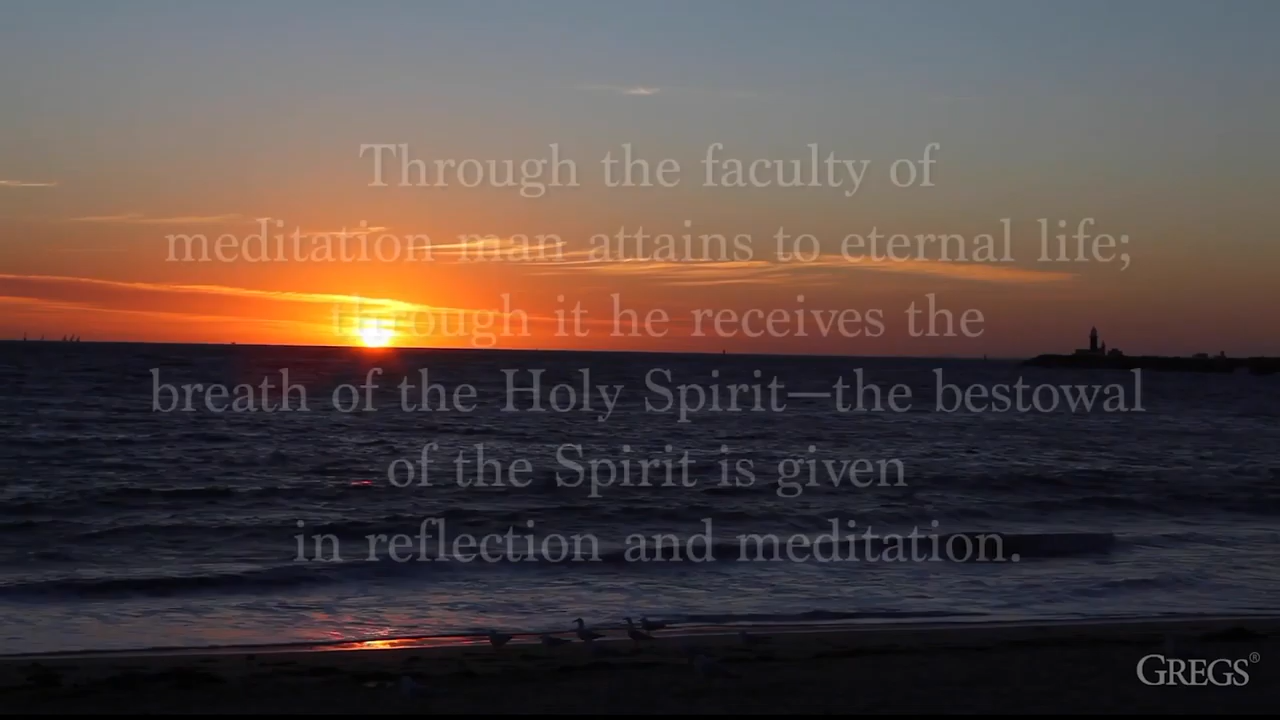 Through the faculty of
meditation man attains to eternal life;
through it he receives the
breath of the Holy Spirit—the bestowal
of the Spirit is given
in reflection and meditation.
GREGS®